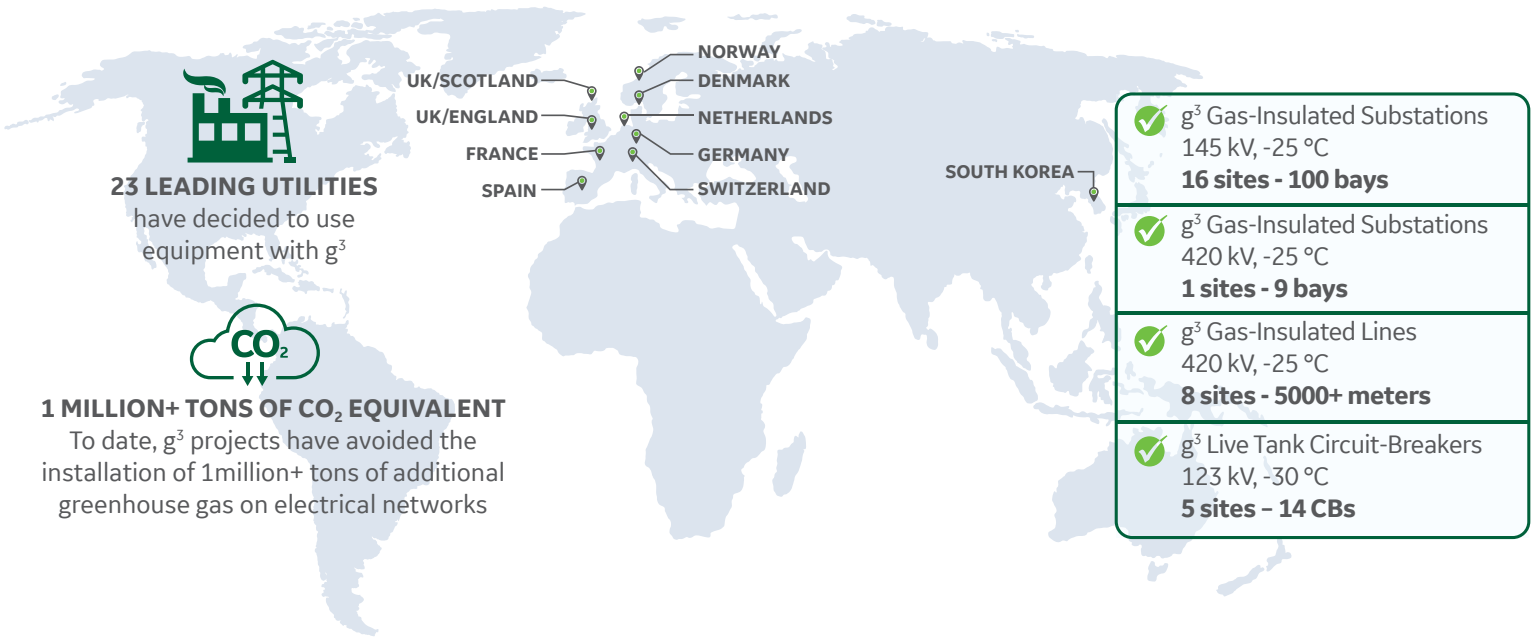 23 LEADING UTILITIES
have decided to use
equipment with g³
CO₂
1 MILLION+ TONS OF CO₂ EQUIVALENT
To date, g³ projects have avoided the
installation of 1million+ tons of additional
greenhouse gas on electrical networks
UK/SCOTLAND
UK/ENGLAND
FRANCE
SPAIN
NORWAY
DENMARK
NETHERLANDS
GERMANY
SWITZERLAND
SOUTH KOREA
g³ Gas-Insulated Substations
145 kV, -25 °C
16 sites - 100 bays
g³ Gas-Insulated Substations
420 kV, -25 °C
1 sites - 9 bays
g³ Gas-Insulated Lines
420 kV, -25 °C
8 sites - 5000+ meters
g³ Live Tank Circuit-Breakers
123 kV, -30 °C
5 sites – 14 CBs